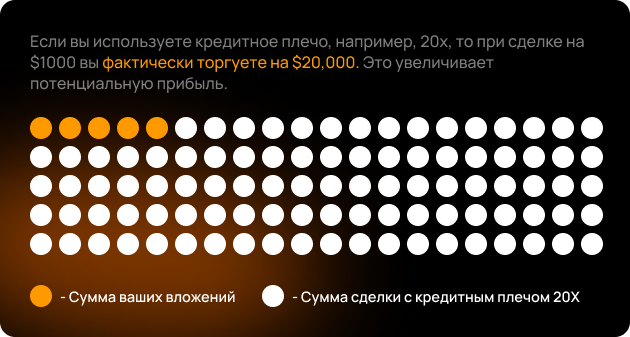 Если вы используете кредитное плечо, например, 20х, то при сделке на
$1000 вы фактически торгуете на $20,000. Это увеличивает
потенциальную прибыль.
- Сумма ваших вложений
- Сумма сделки с кредитным плечом 20X